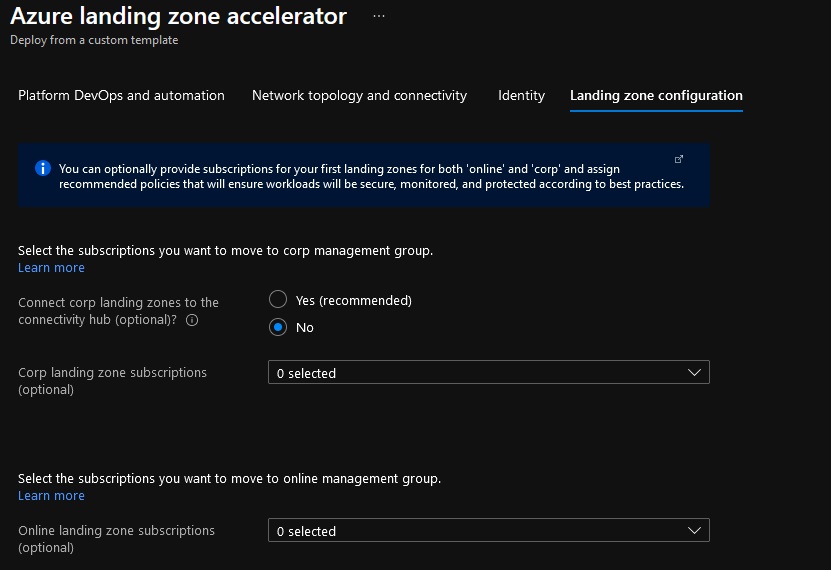 Azure landing zone accelerator ...
Deploy from a custom template
Platform DevOps and automation Network topology and connectivity Identity Landing zone configuration
You can optionally provide subscriptions for your first landing zones for both 'online' and 'corp' and assign
recommended policies that will ensure workloads will be secure, monitored, and protected according to best practices.
Select the subscriptions you want to move to corp management group.
Learn more
Connect corp landing zones to the
connectivity hub (optional)?
Yes (recommended)
No
Corp landing zone subscriptions
(optional)
0 selected
Select the subscriptions you want to move to online management group.
Learn more
Online landing zone subscriptions
(optional)
0 selected